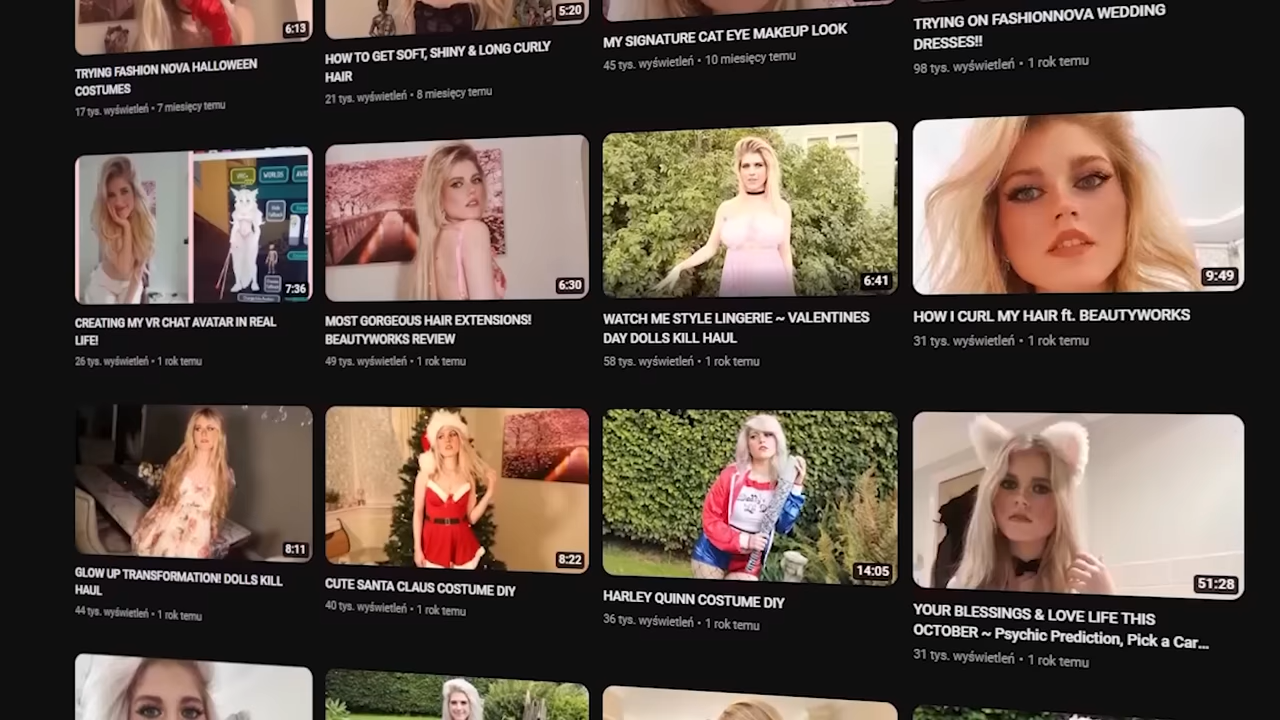 6:13
5:20
TRYING FASHION NOVA HALLOWEEN
COSTUMES
17 tys. wyświetleń • 7 miesięcy temu
HOW TO GET SOFT, SHINY & LONG CURLY
HAIR
21 tys. wyświetleń • 8 miesięcy temu
MY SIGNATURE CAT EYE MAKEUP LOOK
45 tys. wyświetleń • 10 miesięcy temu
TRYING ON FASHIONNOVA WEDDING
DRESSES!!
98 tys. wyświetleń • 1 rok temu
WORLDS
7:36
6:30
6:41
9:49
CREATING MY VR CHAT AVATAR IN REAL
LIFE!
26 tys. wyświetleń • 1 rok temu
MOST GORGEOUS HAIR EXTENSIONS!
BEAUTYWORKS REVIEW
49 tys. wyświetleń • 1 rok temu
WATCH ME STYLE LINGERIE ~ VALENTINES
DAY DOLLS KILL HAUL
58 tys. wyświetleń • 1 rok temu
HOW I CURL MY HAIR ft. BEAUTYWORKS
31 tys. wyświetleń • 1 rok temu
8:11
8:22
14:05
51:28
GLOW UP TRANSFORMATION! DOLLS KILL
HAUL
44 tys. wyświetleń • 1 rok temu
CUTE SANTA CLAUS COSTUME DIY
40 tys. wyświetleń • 1 rok temu
HARLEY QUINN COSTUME DIY
36 tys. wyświetleń • 1 rok temu
YOUR BLESSINGS & LOVE LIFE THIS
OCTOBER ~ Psychic Prediction, Pick a Car...
31 tys. wyświetleń • 1 rok temu